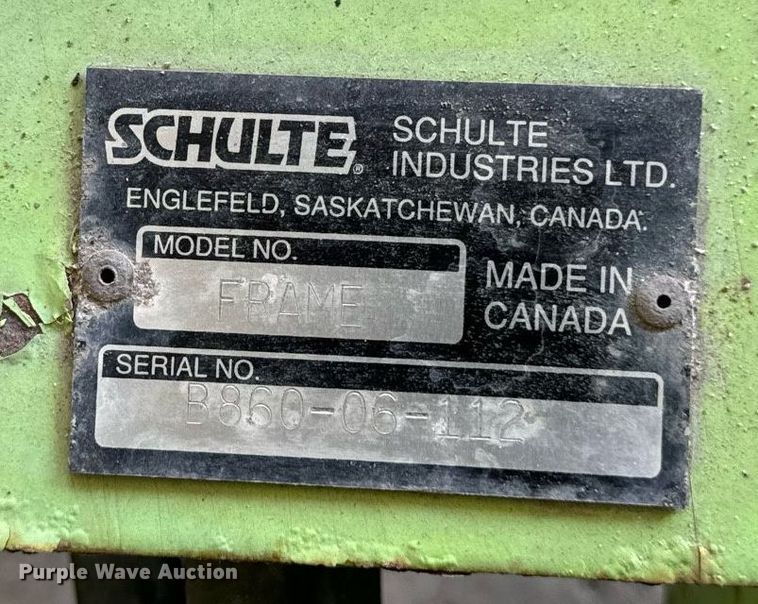 SCHULTE®
SCHULTE
INDUSTRIES LTD.
ENGLEFELD, SASKATCHEWAN, CANADA.
MODEL NO.
FRAME
MADE IN
CANADA
SERIAL NO.
B860-06-112
Purple Wave Auction